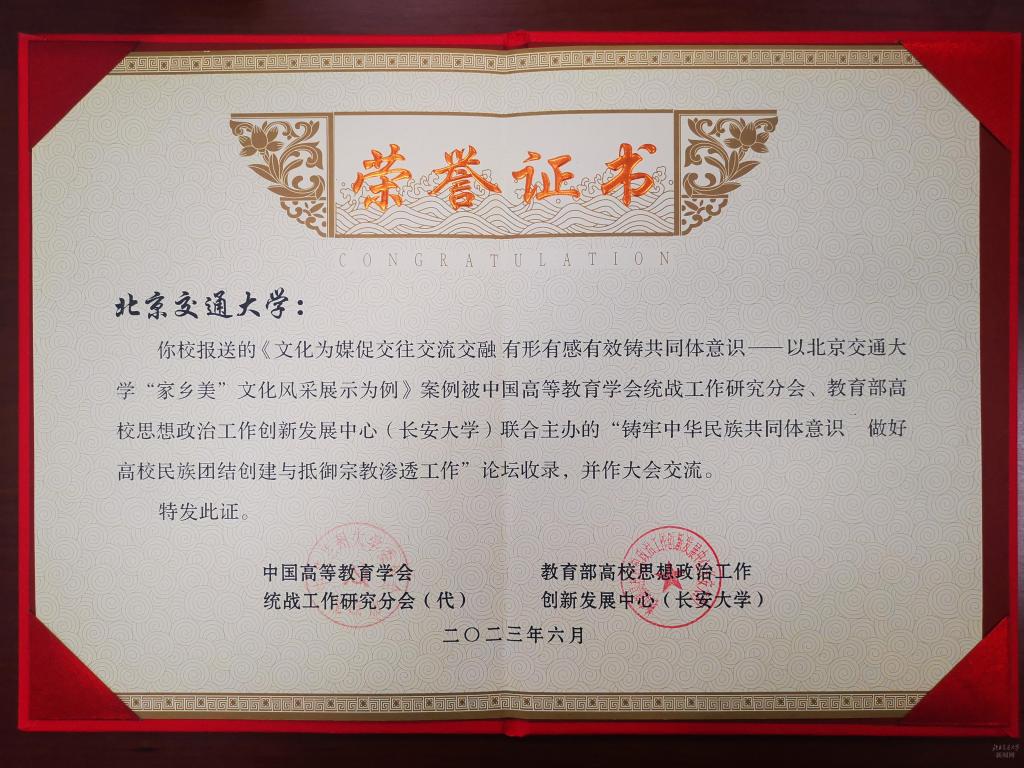 荣誉证书
CONGRATULATION
北京交通大学：
你校报送的《文化为媒促交往交流交融 有形有感有效铸共同体意识——以北京交通大
学“家乡美”文化风采展示为例》案例被中国高等教育学会统战工作研究分会、教育部高
校思想政治工作创新发展中心（长安大学）联合主办的“铸牢中华民族共同体意识 做好
高校民族团结创建与抵御宗教渗透工作”论坛收录，并作大会交流。
特发此证。
中国高等教育学会
统战工作研究分会（代）
教育部高校思想政治工作
创新发展中心（长安大学）
二〇二三年六月
北京交通大学
新闻网